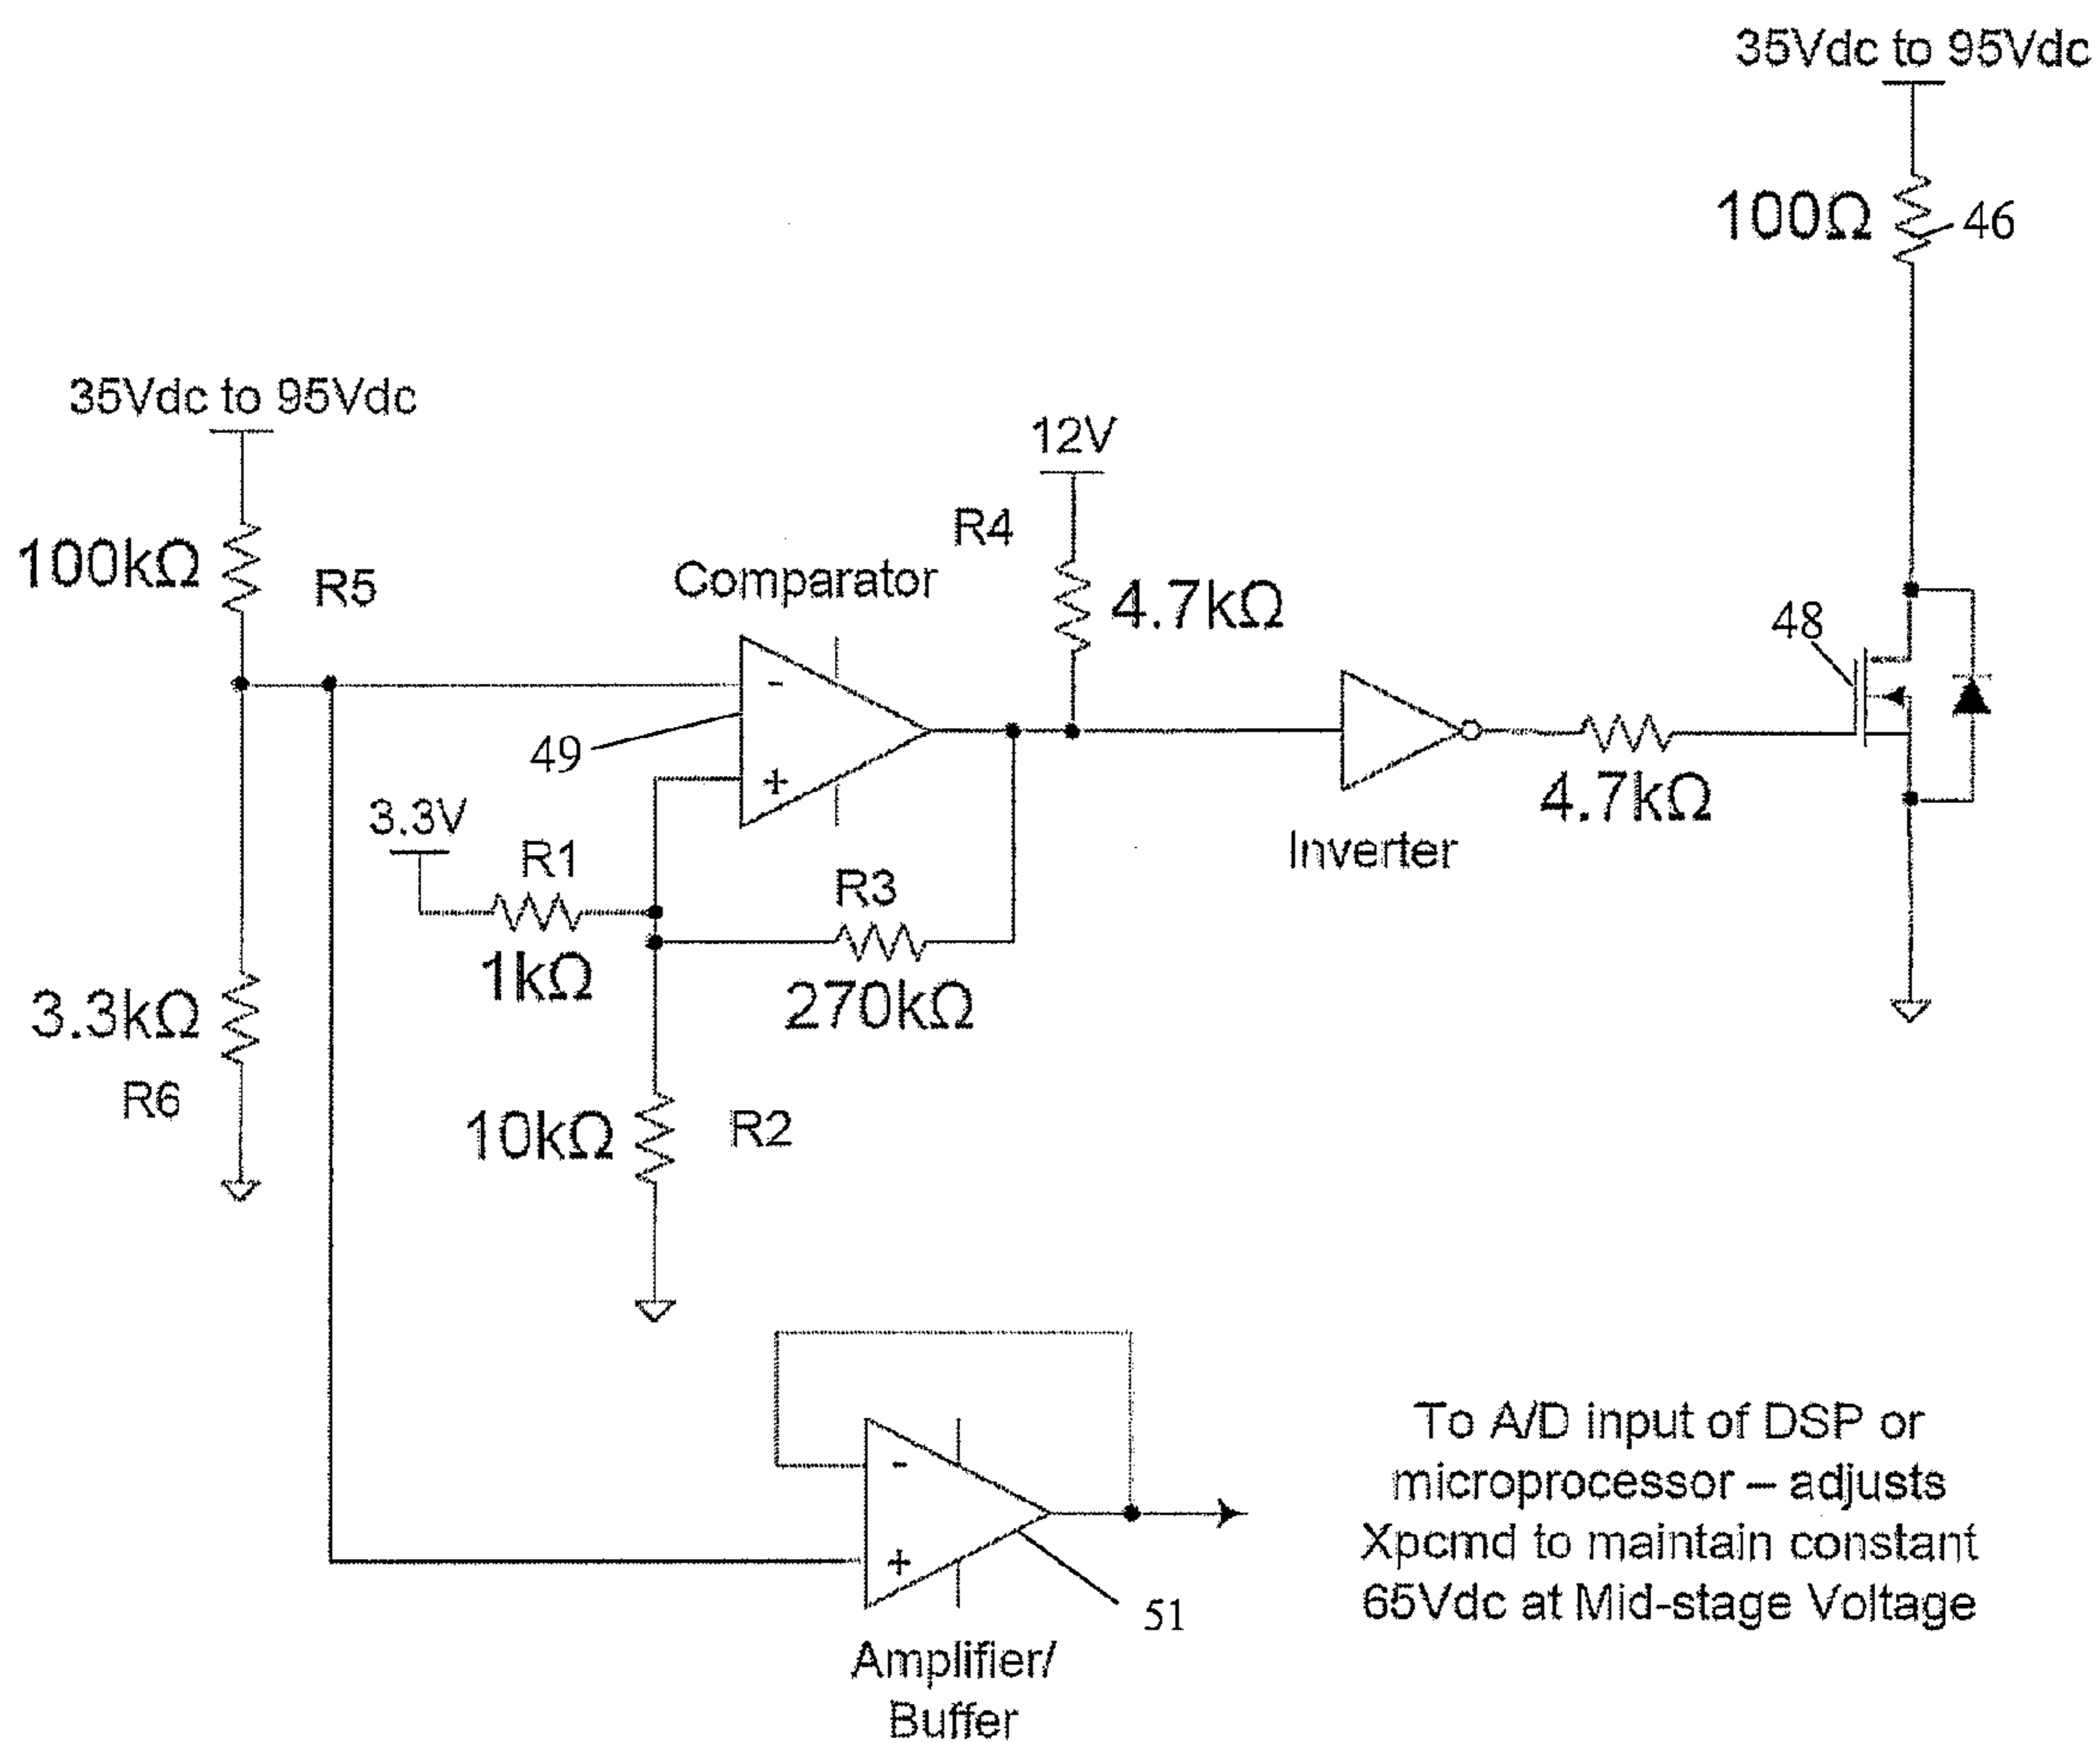 35Vdc to 95Vdc
100Ω
46
35Vdc to 95Vdc
100kΩ
R5
Comparator
12V
R4
4.7kΩ
48
-
+
49
3.3V
R1
1kΩ
R3
270kΩ
Inverter
4.7kΩ
3.3kΩ
R6
10kΩ
R2
-
+
51
Amplifier/
Buffer
To A/D input of DSP or
microprocessor – adjusts
Xpcmd to maintain constant
65Vdc at Mid-stage Voltage